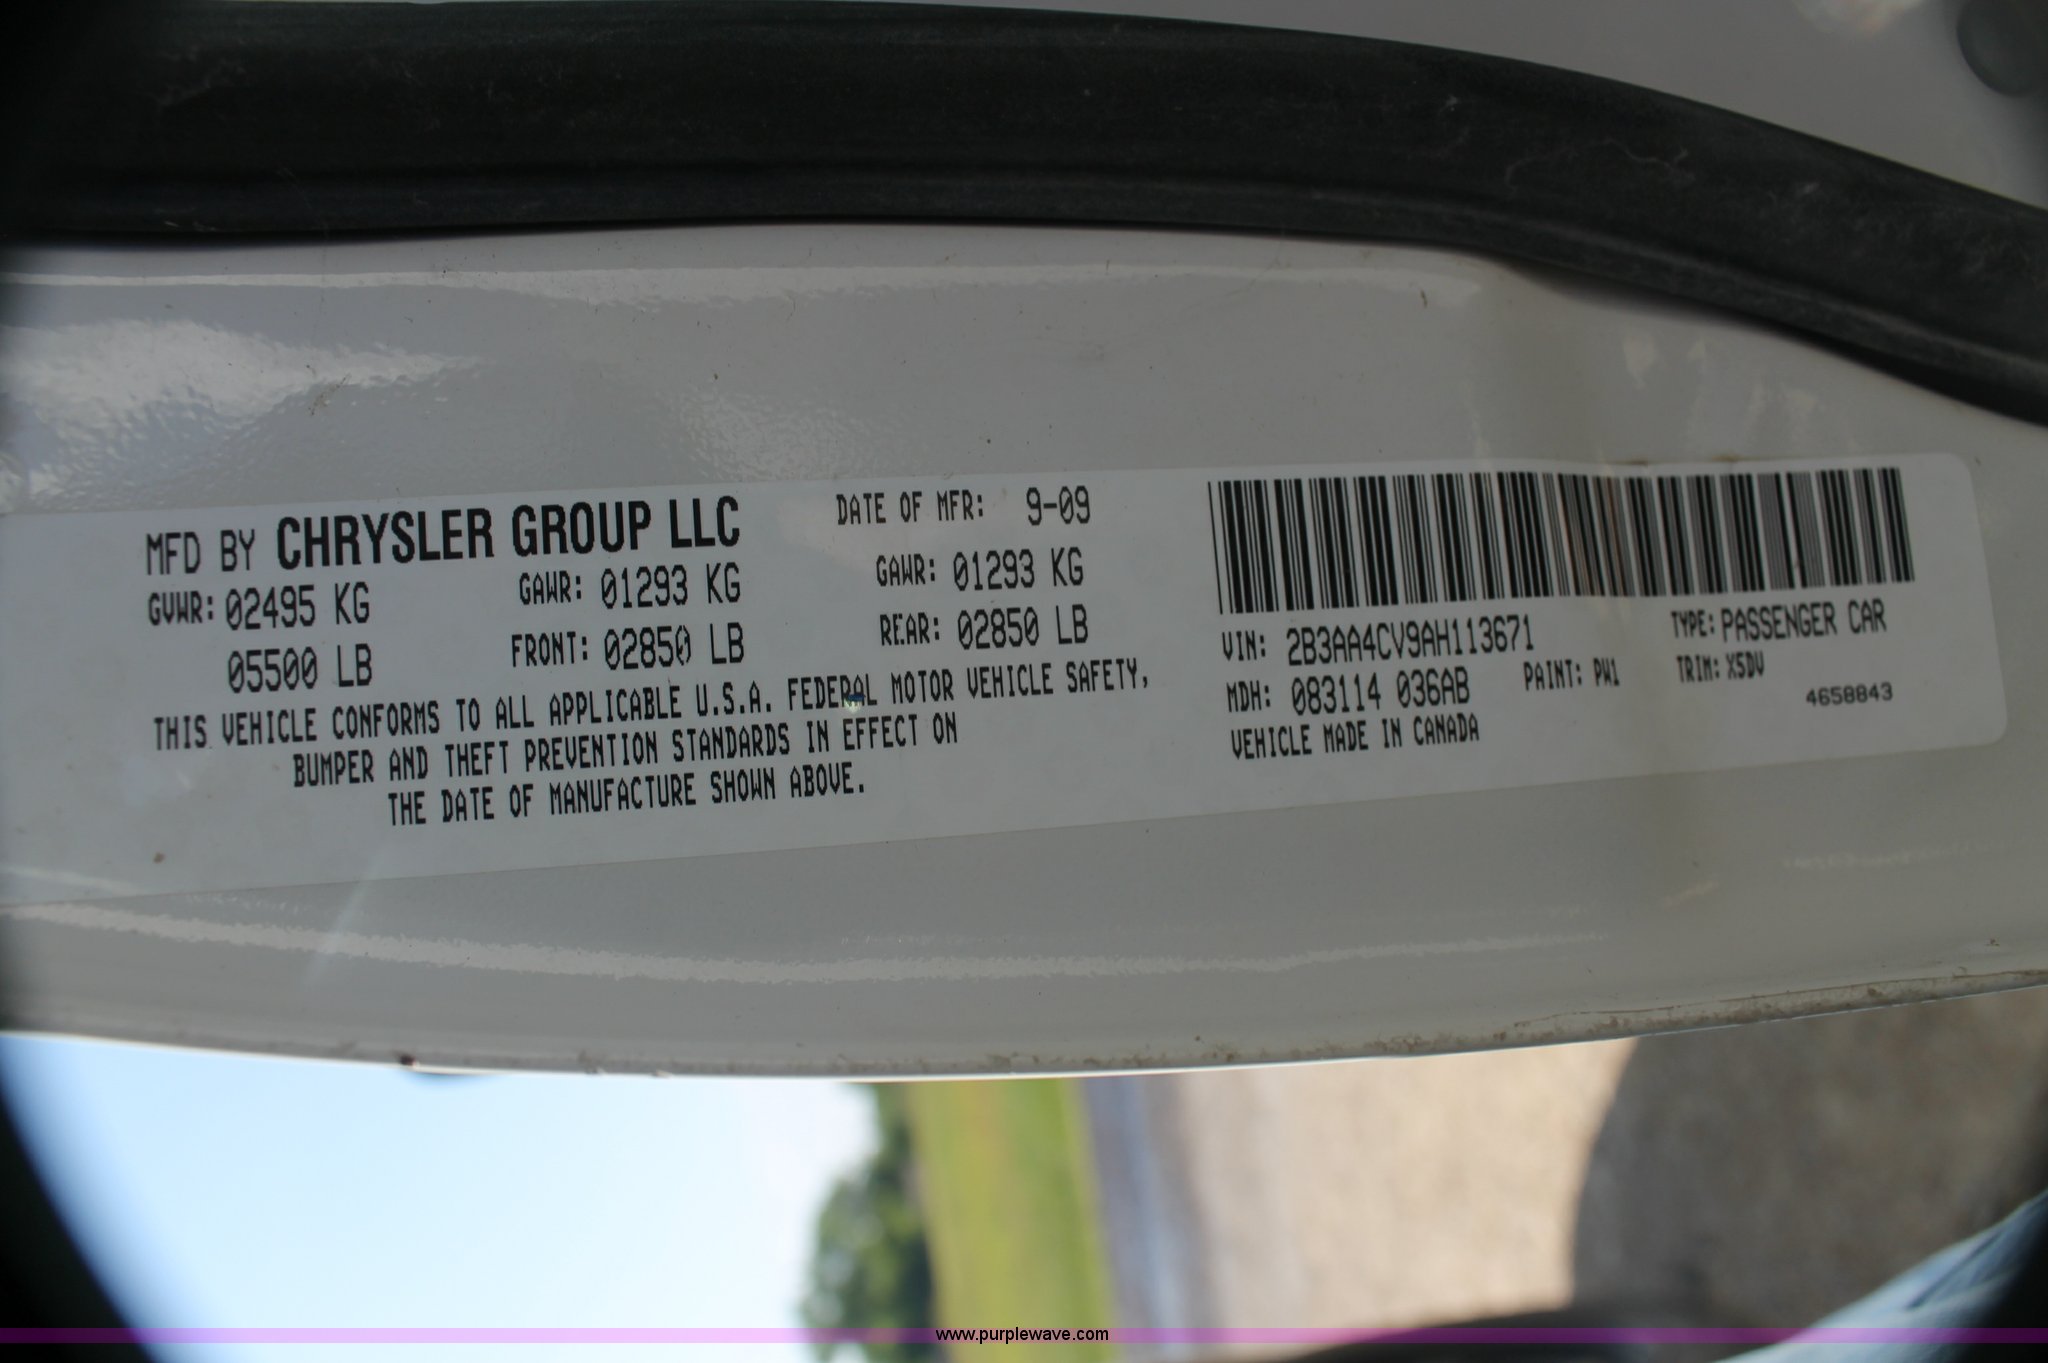 MFD BY CHRYSLER GROUP LLC DATE OF MFR: 9-09
GVWR: 02495 KG GAWR: 01293 KG GAWR: 01293 KG
05500 LB FRONT: 02850 LB REAR: 02850 LB
THIS VEHICLE CONFORMS TO ALL APPLICABLE U.S.A. FEDERAL MOTOR VEHICLE SAFETY,
BUMPER AND THEFT PREVENTION STANDARDS IN EFFECT ON
THE DATE OF MANUFACTURE SHOWN ABOVE.
VIN: 2B3AA4CV9AH113671 TYPE: PASSENGER CAR
MDH: 083114 036AB PAINT: PW1 TRIM: X5DV
VEHICLE MADE IN CANADA 4658843
www.purplewave.com